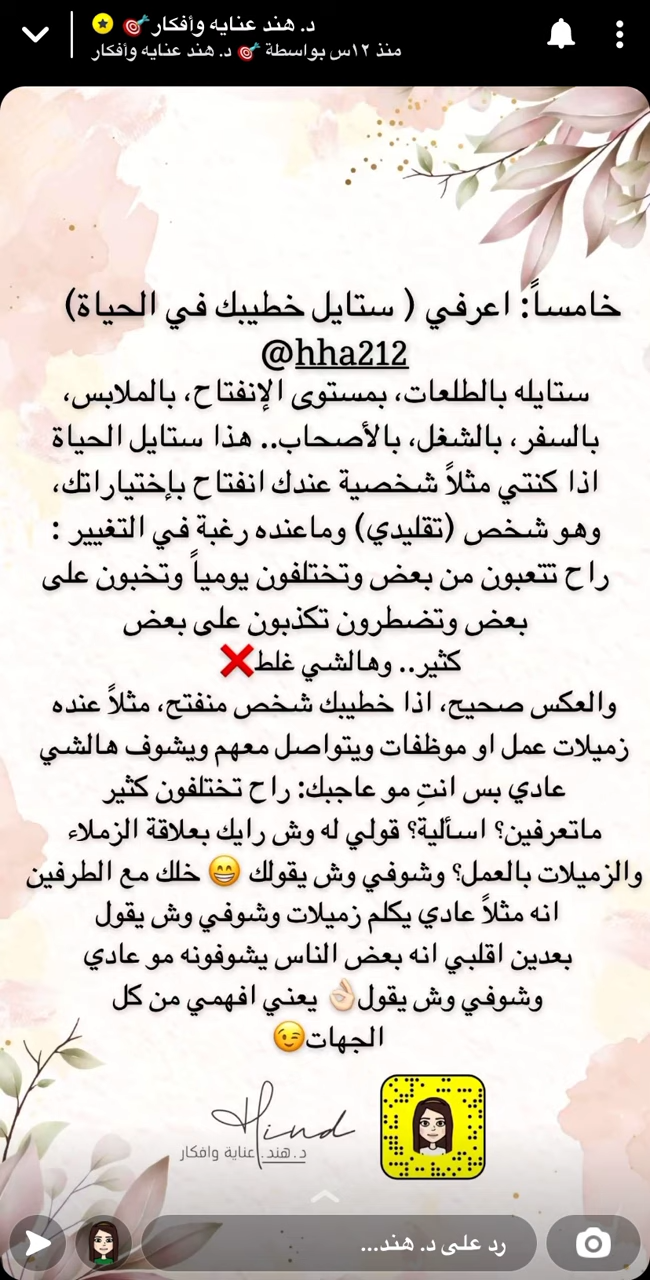 د. هند عنايه وأفكار 🎯
منذ ١٢س بواسطة 🎯 د. هند عنايه وأفكار
خامساً: اعرفي ( ستايل خطيبك في الحياة)
@hha212
ستايله بالطلعات، بمستوى الإنفتاح، بالملابس،
بالسفر، بالشغل، بالأصحاب.. هذا ستايل الحياة
اذا كنتي مثلاً شخصية عندك انفتاح بإختياراتك،
وهو شخص (تقليدي) وماعنده رغبة في التغيير :
راح تتعبون من بعض وتختلفون يومياً وتخبون على
بعض وتضطرون تكذبون على بعض
كثير.. وهالشي غلط❌
والعكس صحيح، اذا خطيبك شخص منفتح، مثلاً عنده
زميلات عمل او موظفات ويتواصل معهم ويشوف هالشي
عادي بس انتِ مو عاجبك: راح تختلفون كثير
ماتعرفين؟ اسألية؟ قولي له وش رايك بعلاقة الزملاء
والزميلات بالعمل؟ وشوفي وش يقولك 😁 خلك مع الطرفين
انه مثلاً عادي يكلم زميلات وشوفي وش يقول
بعدين اقلبي انه بعض الناس يشوفونه مو عادي
وشوفي وش يقول👌🏻 يعني افهمي من كل
الجهات😉
Hind
د.هند.عناية وافكار
رد على د. هند...